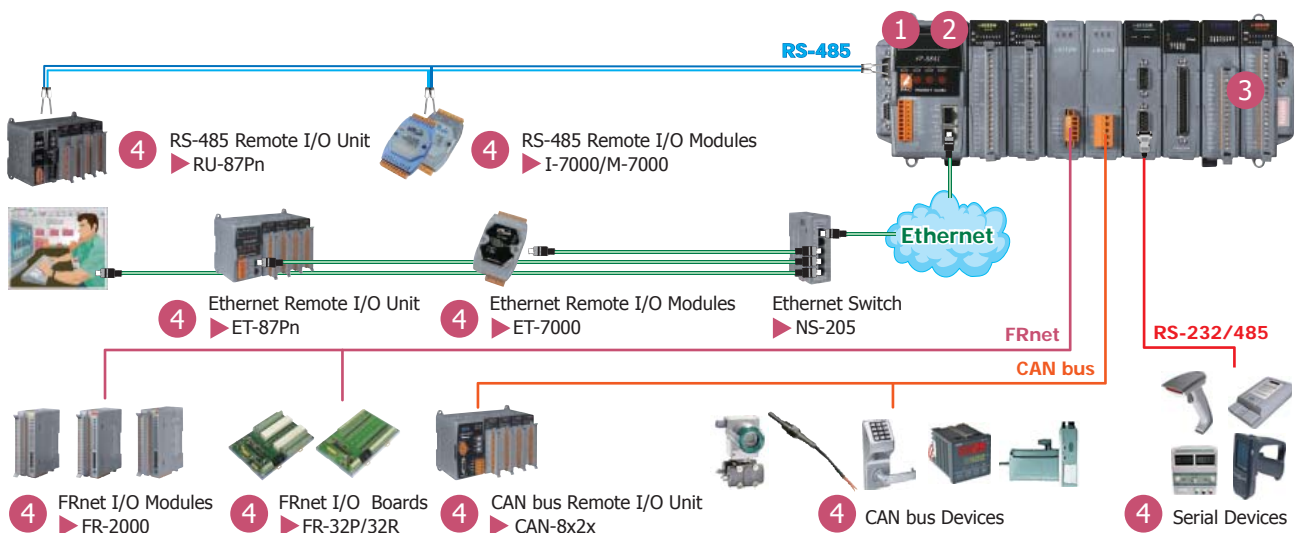 1 2
RS-485
3
4 RS-485 Remote I/O Unit
▶ RU-87Pn
4 RS-485 Remote I/O Modules
▶ I-7000/M-7000
Ethernet
4 Ethernet Remote I/O Unit
▶ ET-87Pn
4 Ethernet Remote I/O Modules
▶ ET-7000
Ethernet Switch
▶ NS-205
FRnet
RS-232/485
CAN bus
4 FRnet I/O Modules
▶ FR-2000
4 FRnet I/O Boards
▶ FR-32P/32R
4 CAN bus Remote I/O Unit
▶ CAN-8x2x
4 CAN bus Devices
4 Serial Devices